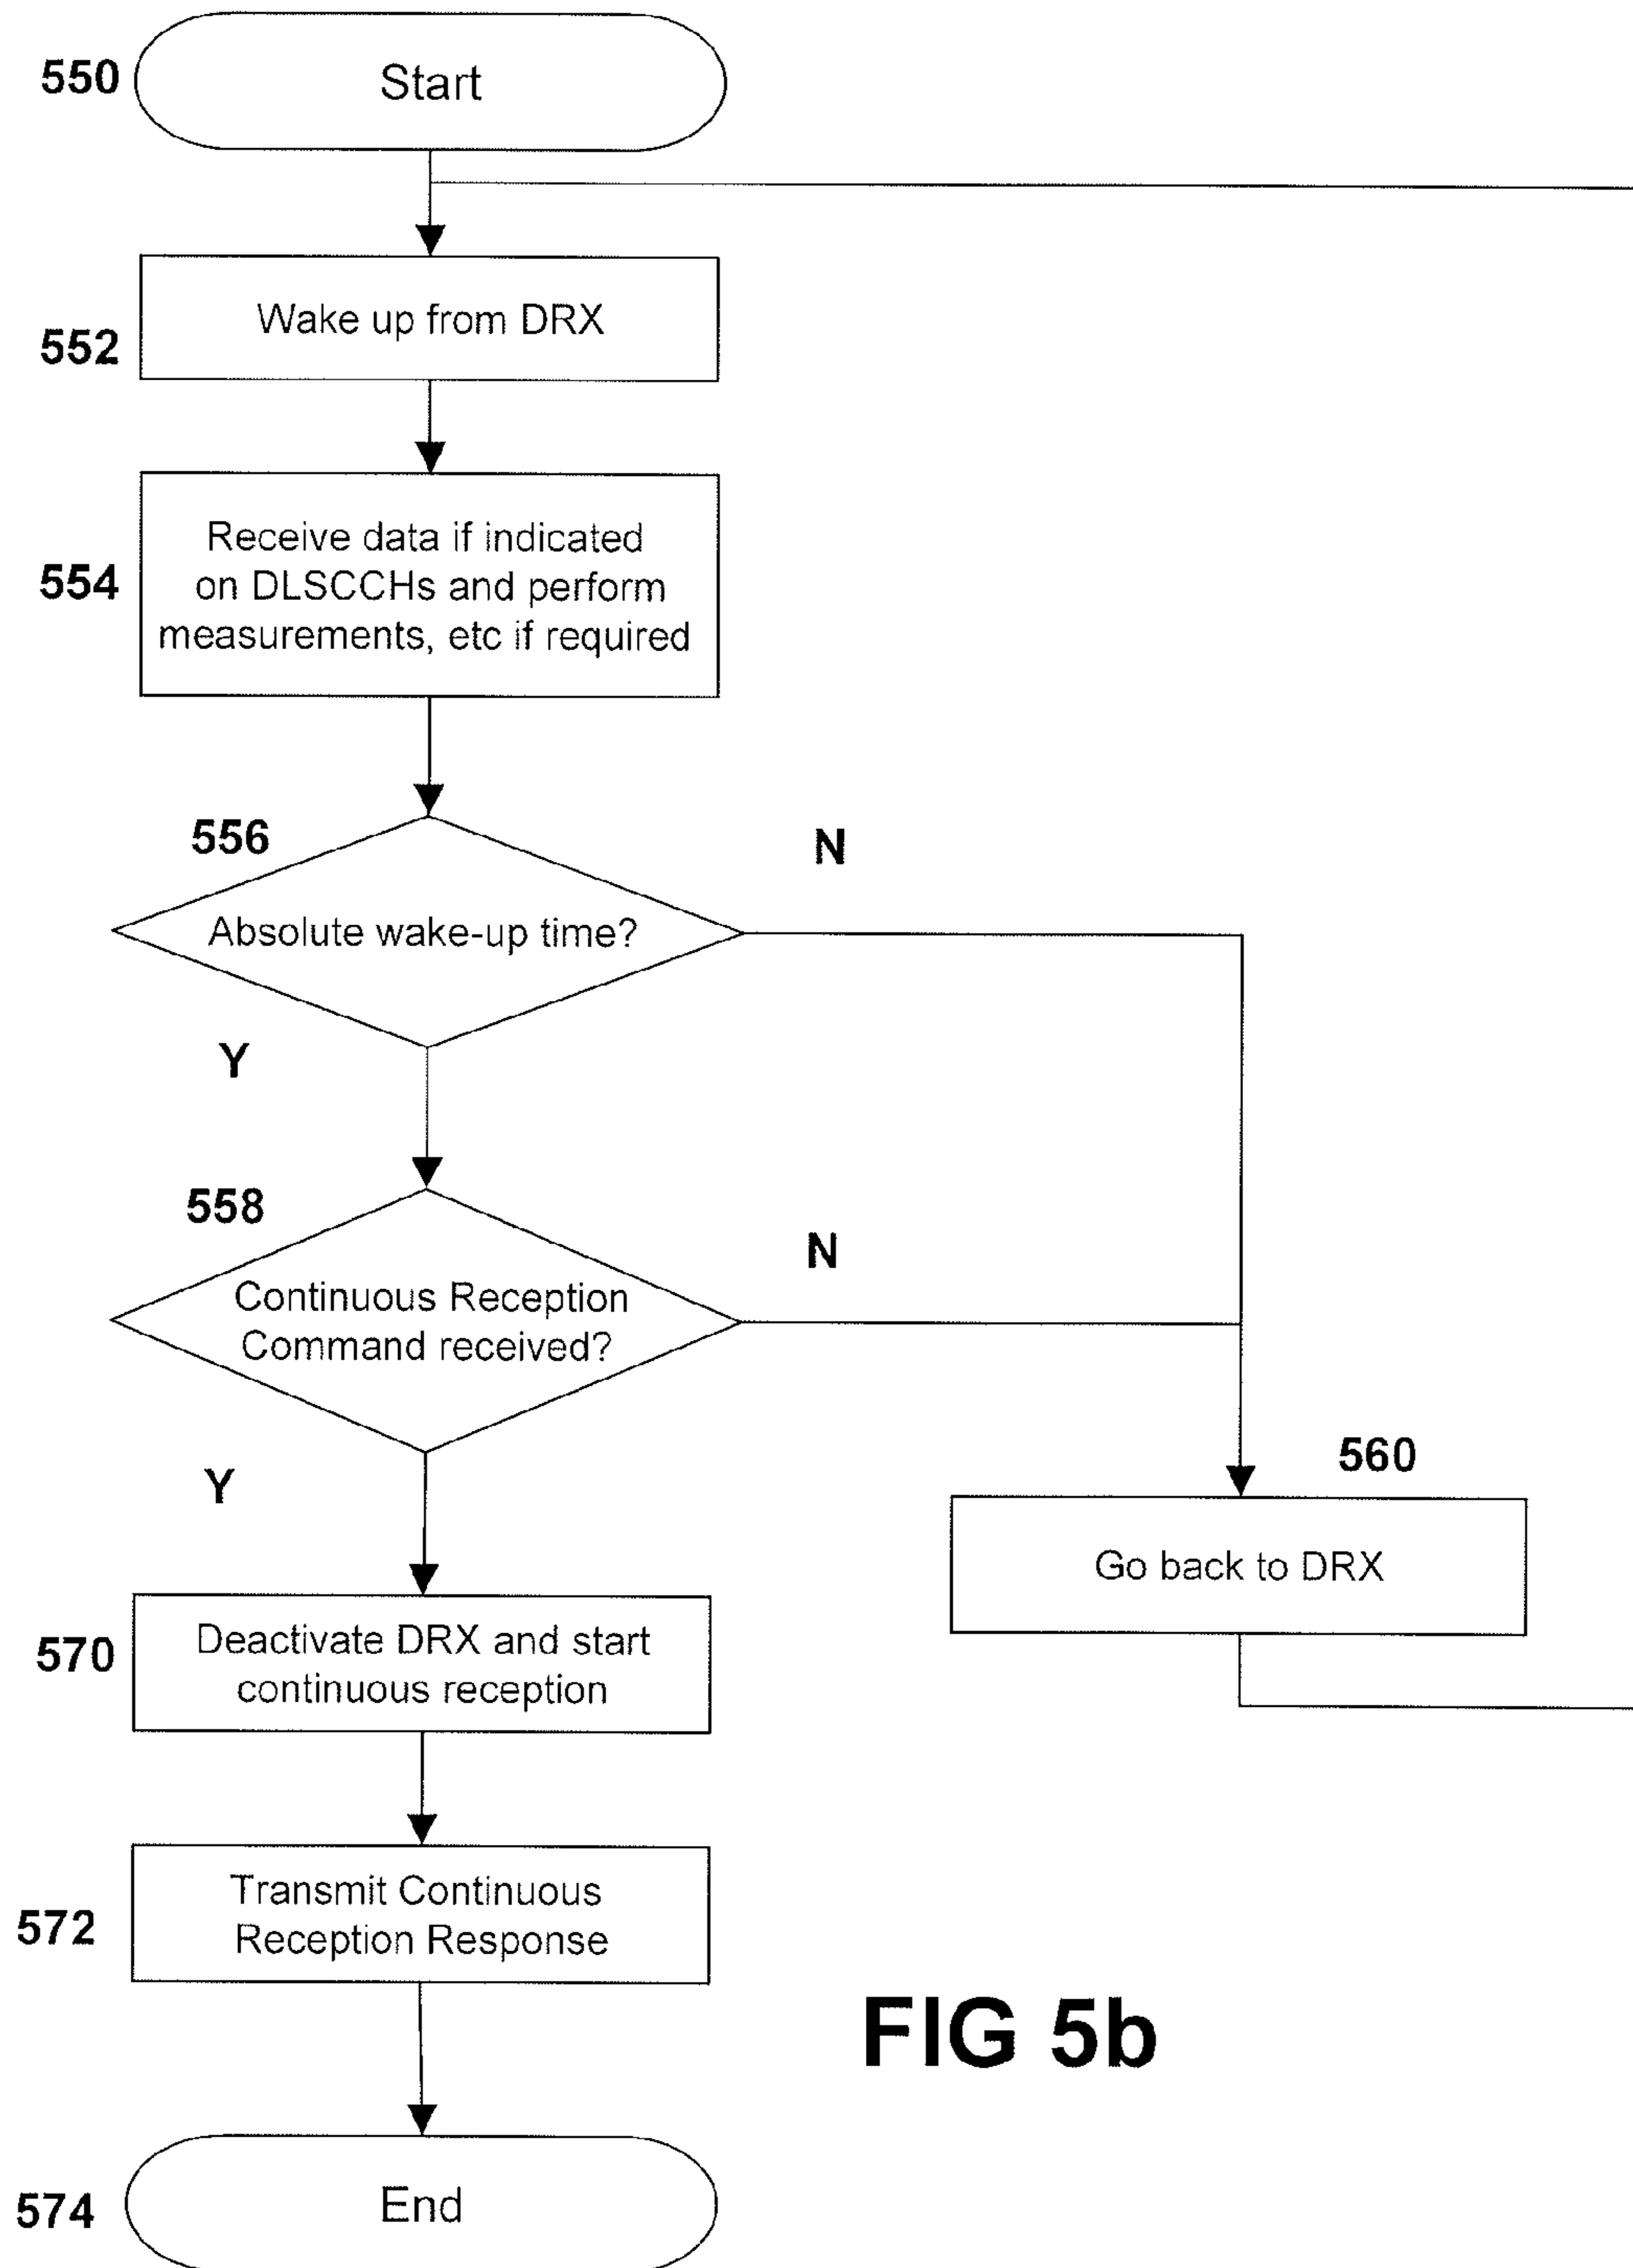 550
Start
552
Wake up from DRX
554
Receive data if indicated
on DLSCCHs and perform
measurements, etc if required
556
N
Absolute wake-up time?
Y
558
N
Continuous Reception
Command received?
Y
560
Go back to DRX
570
Deactivate DRX and start
continuous reception
572
Transmit Continuous
Reception Response
FIG 5b
574
End